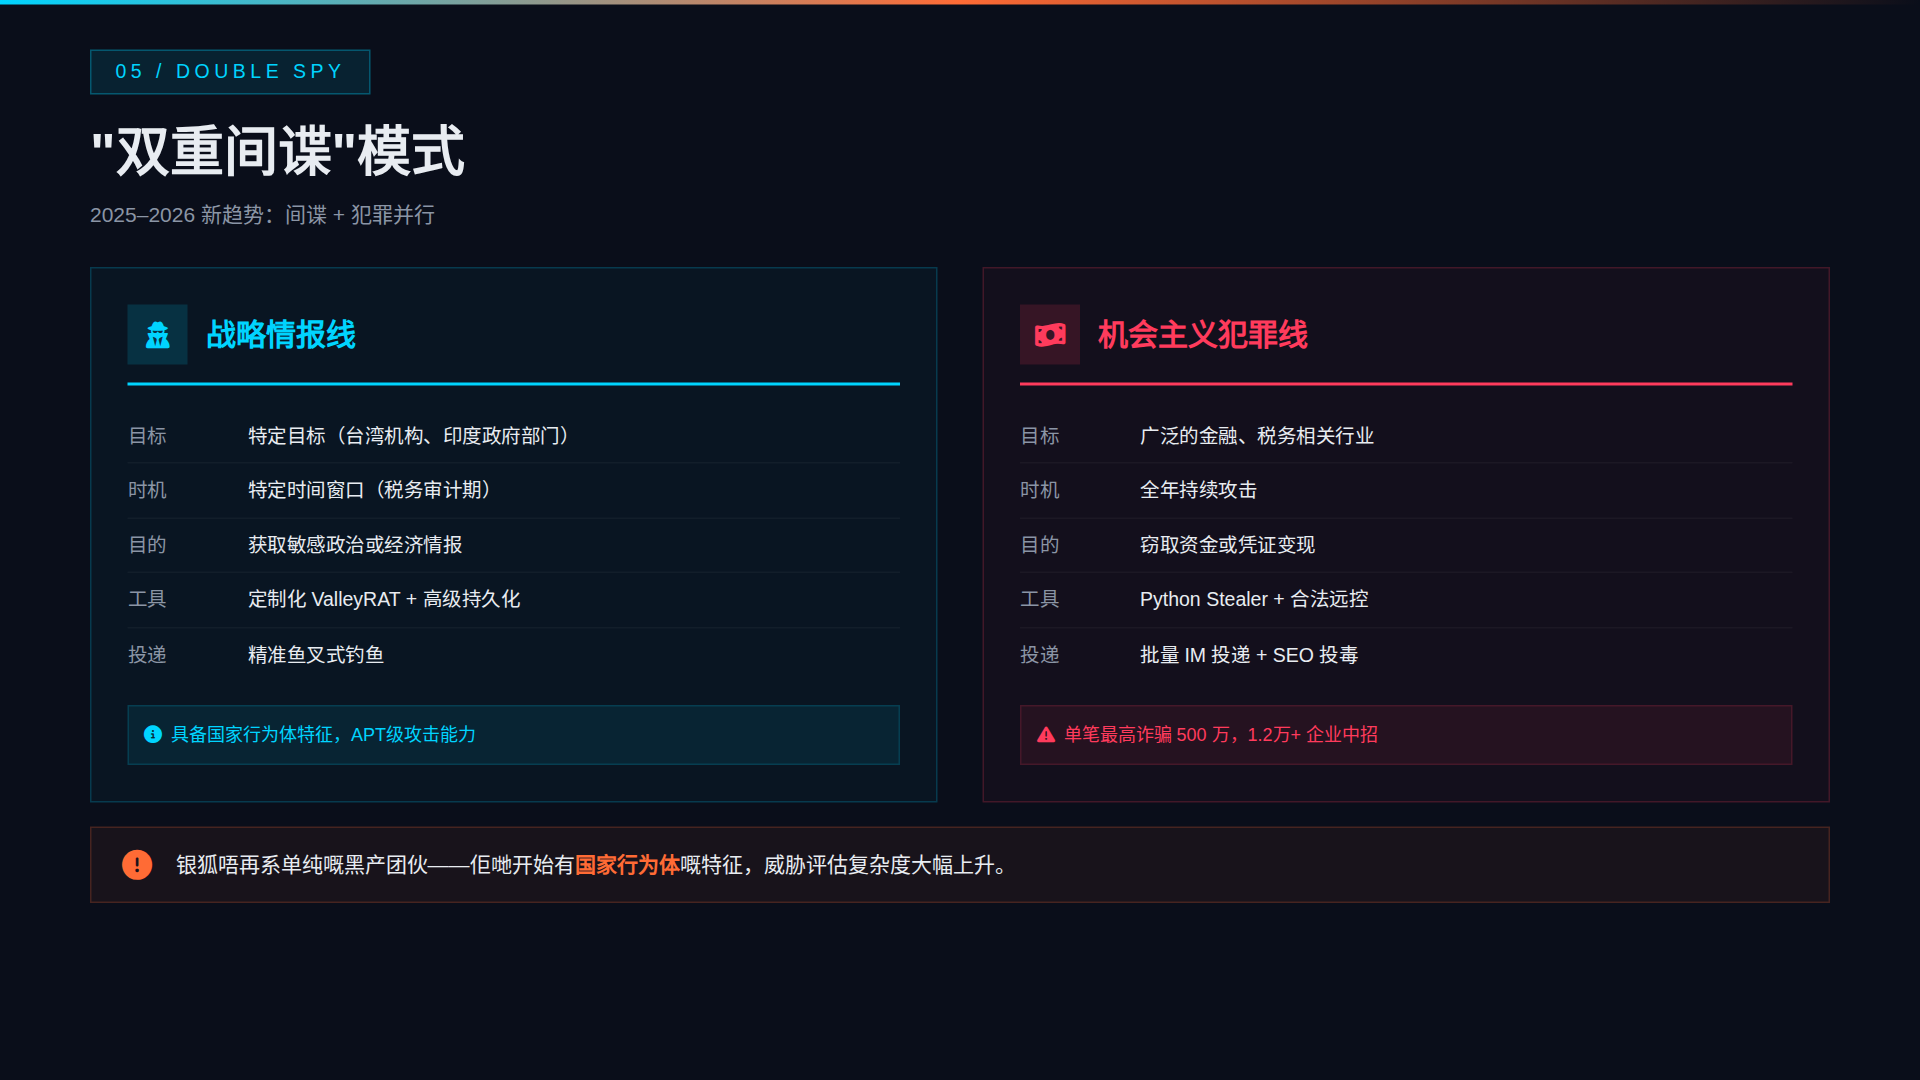 05 / DOUBLE SPY
"双重间谍"模式
2025–2026 新趋势：间谍 + 犯罪并行
战略情报线
目标 特定目标（台湾机构、印度政府部门）
时机 特定时间窗口（税务审计期）
目的 获取敏感政治或经济情报
工具 定制化 ValleyRAT + 高级持久化
投递 精准鱼叉式钓鱼
具备国家行为体特征，APT级攻击能力
机会主义犯罪线
目标 广泛的金融、税务相关行业
时机 全年持续攻击
目的 窃取资金或凭证变现
工具 Python Stealer + 合法远控
投递 批量 IM 投递 + SEO 投毒
单笔最高诈骗 500 万，1.2万+ 企业中招
银狐唔再系单纯嘅黑产团伙——佢哋开始有国家行为体嘅特征，威胁评估复杂度大幅上升。